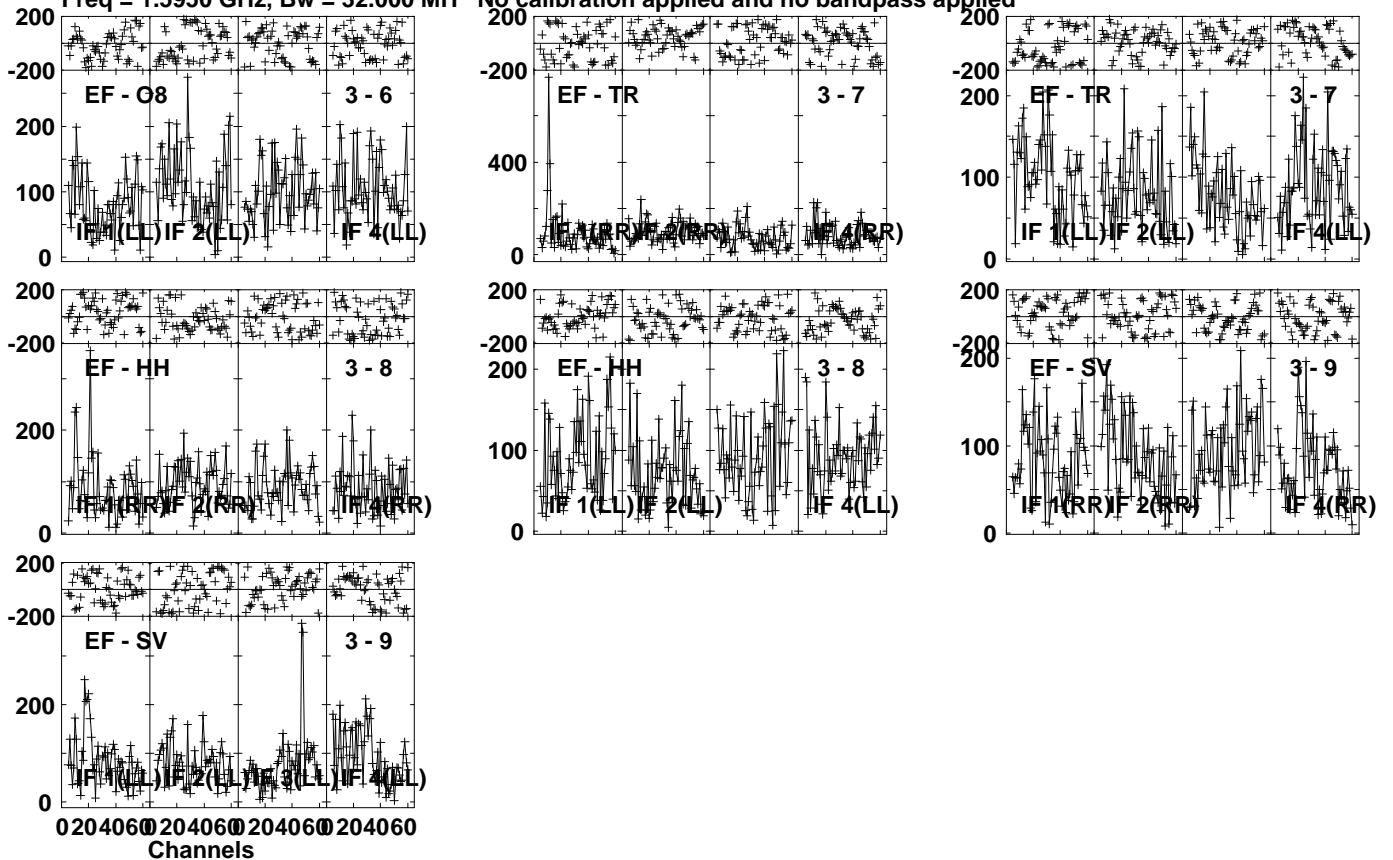 Freq = 1.5950 GHz, Bw = 32.000 MH No calibration applied and no bandpass applied
200
-200
EF - O8 3 - 6
200
100
0
IF 1(LL) IF 2(LL) IF 4(LL)
200
-200
EF - TR 3 - 7
400
200
0
IF 1(RR) IF 2(RR) IF 4(RR)
200
-200
EF - TR 3 - 7
200
100
0
IF 1(LL) IF 2(LL) IF 4(LL)
200
-200
EF - HH 3 - 8
200
0
IF 1(RR) IF 2(RR) IF 4(RR)
200
-200
EF - HH 3 - 8
200
100
0
IF 1(LL) IF 2(LL) IF 4(LL)
200
-200
EF - SV 3 - 9
200
100
0
IF 1(RR) IF 2(RR) IF 4(RR)
200
-200
EF - SV 3 - 9
200
0
IF 1(LL) IF 2(LL) IF 3(LL) IF 4(LL)
0 20 40 60 0 20 40 60 0 20 40 60 0 20 40 60
Channels